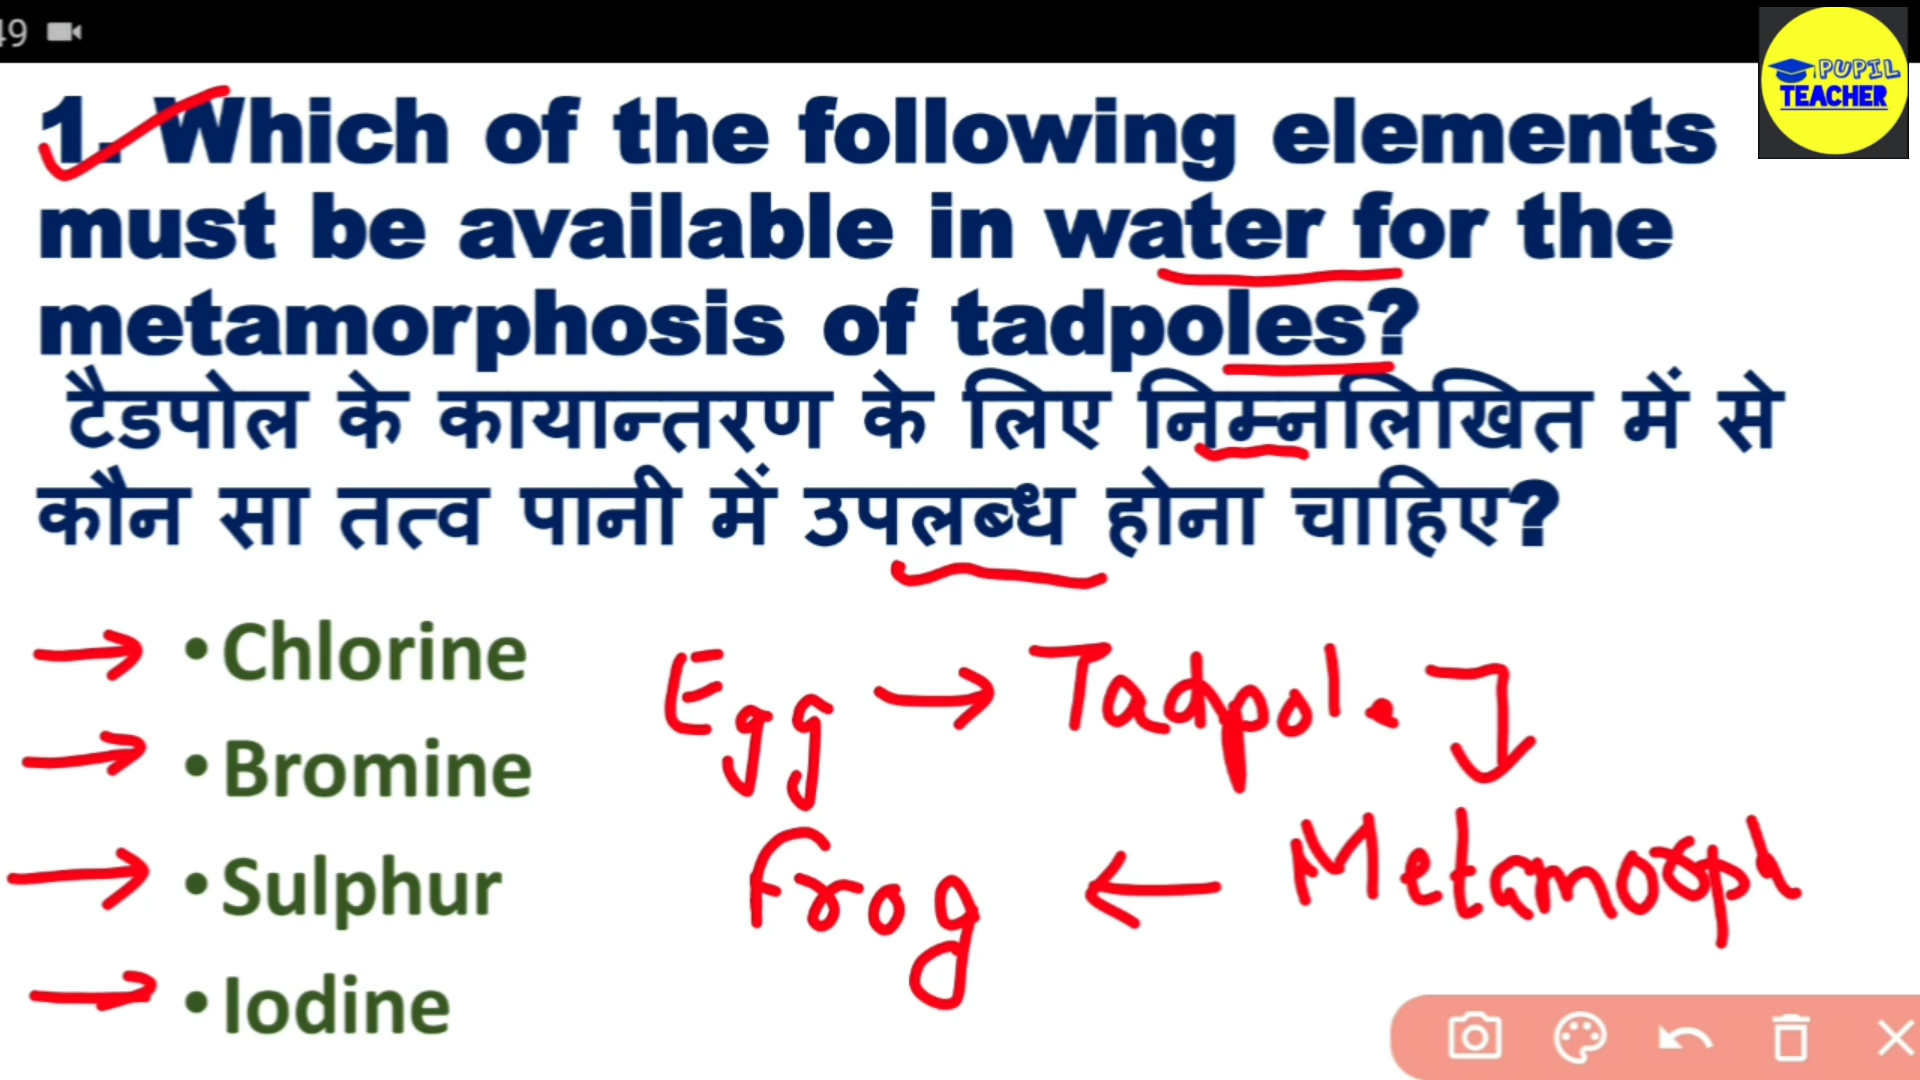 49
PUPIL
TEACHER
1. Which of the following elements
must be available in water for the
metamorphosis of tadpoles?
टैडपोल के कायान्तरण के लिए निम्नलिखित में से
कौन सा तत्व पानी में उपलब्ध होना चाहिए?
• Chlorine
• Bromine
• Sulphur
• Iodine
Egg → Tadpole
Metamorph
Frog ←